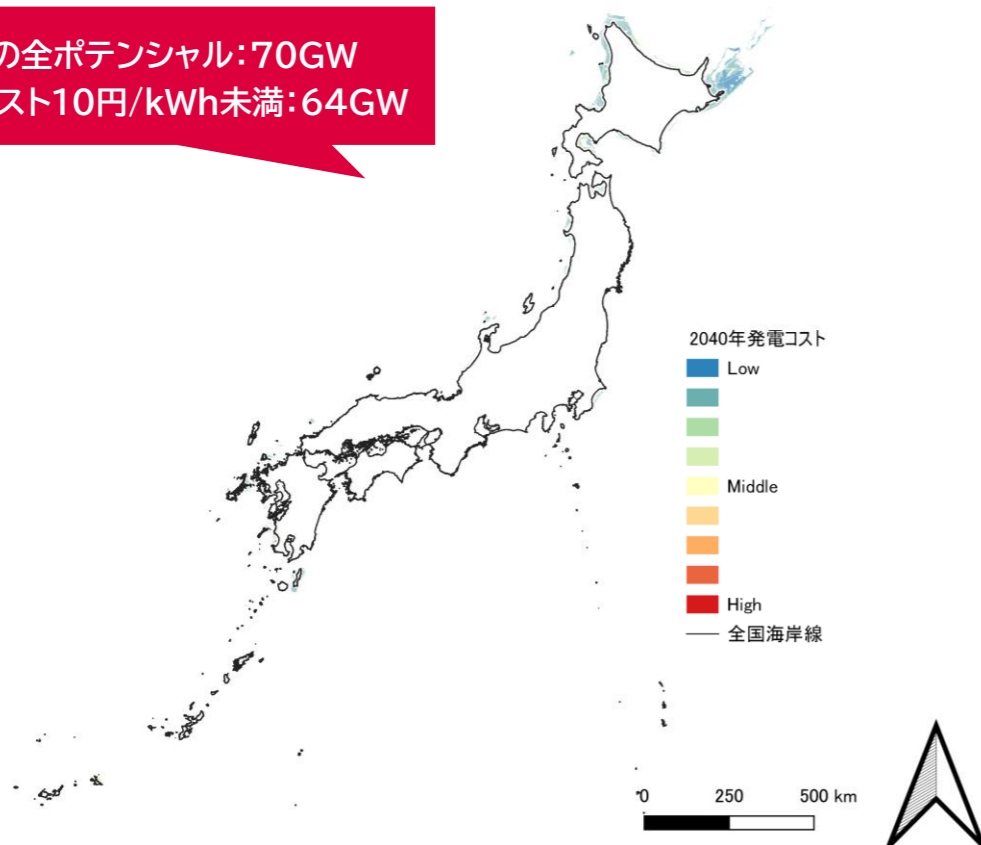 の全ポテンシャル：70GW
スト10円/kWh未満：64GW
2040年発電コスト
Low
Middle
High
全国海岸線
0 250 500 km